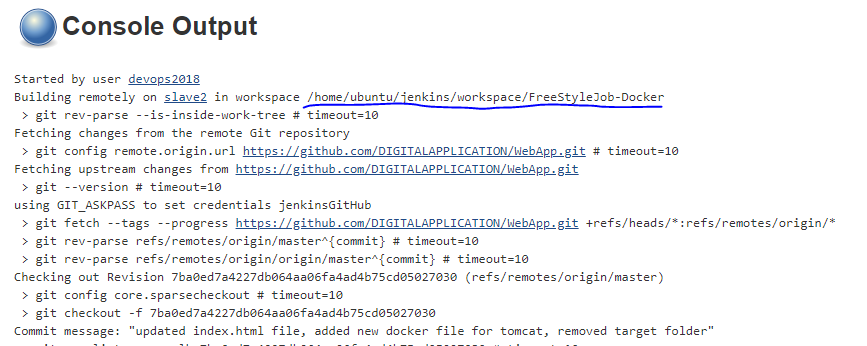 Console Output
Started by user devops2018
Building remotely on slave2 in workspace /home/ubuntu/jenkins/workspace/FreeStyleJob-Docker
> git rev-parse --is-inside-work-tree # timeout=10
Fetching changes from the remote Git repository
> git config remote.origin.url https://github.com/DIGITALAPPLICATION/WebApp.git # timeout=10
Fetching upstream changes from https://github.com/DIGITALAPPLICATION/WebApp.git
> git --version # timeout=10
using GIT_ASKPASS to set credentials jenkinsGitHub
> git fetch --tags --progress https://github.com/DIGITALAPPLICATION/WebApp.git +refs/heads/*:refs/remotes/origin/*
> git rev-parse refs/remotes/origin/master^{commit} # timeout=10
> git rev-parse refs/remotes/origin/origin/master^{commit} # timeout=10
Checking out Revision 7ba0ed7a4227db064aa06fa4ad4b75cd05027030 (refs/remotes/origin/master)
> git config core.sparsecheckout # timeout=10
> git checkout -f 7ba0ed7a4227db064aa06fa4ad4b75cd05027030
Commit message: "updated index.html file, added new docker file for tomcat, removed target folder"